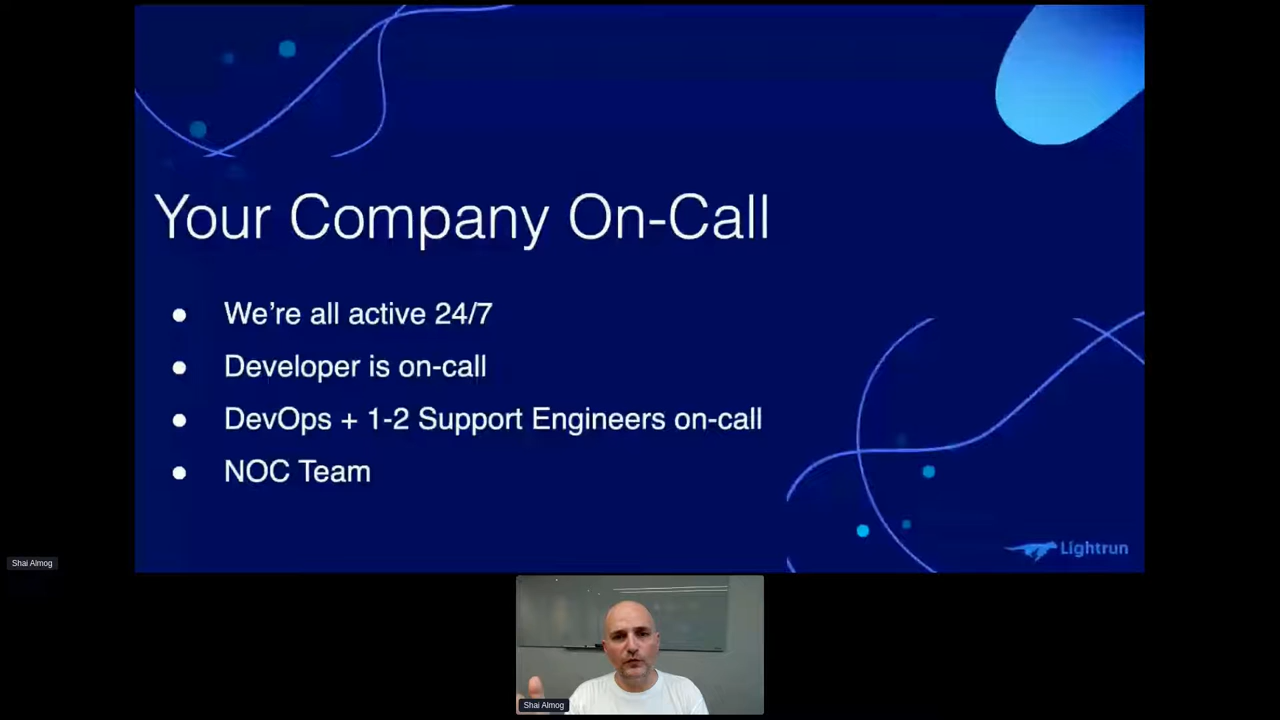 Your Company On-Call
● We’re all active 24/7
● Developer is on-call
● DevOps + 1-2 Support Engineers on-call
● NOC Team
Lightrun
Shai Almog
Shai Almog